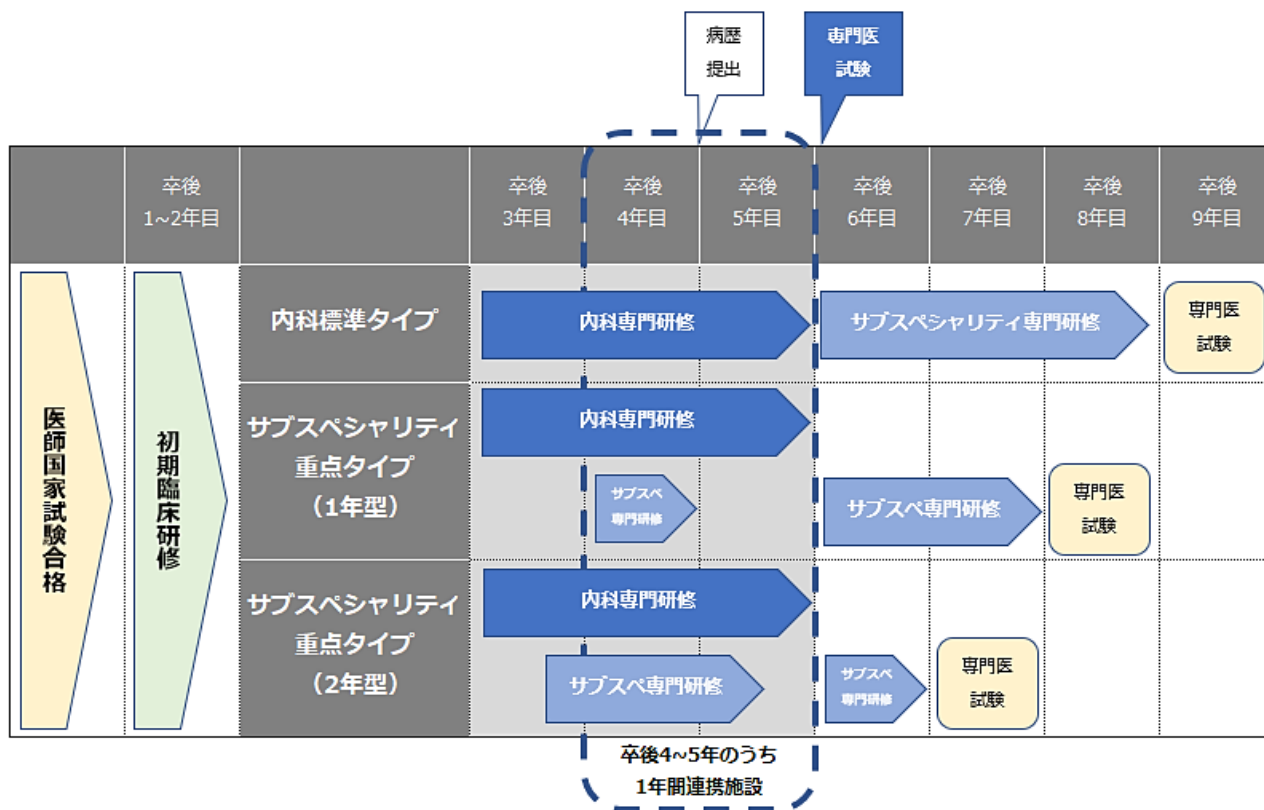 病歴
提出
専門医
試験
卒後
1~2年目
卒後
3年目
卒後
4年目
卒後
5年目
卒後
6年目
卒後
7年目
卒後
8年目
卒後
9年目
医師国家試験合格
初期臨床研修
内科標準タイプ
内科専門研修
サブスペシャリティ専門研修
専門医
試験
サブスペシャリティ
重点タイプ
（1年型）
内科専門研修
サブスペ
専門研修
サブスペ専門研修
専門医
試験
サブスペシャリティ
重点タイプ
（2年型）
内科専門研修
サブスペ専門研修
サブスペ
専門研修
専門医
試験
卒後4~5年のうち
1年間連携施設